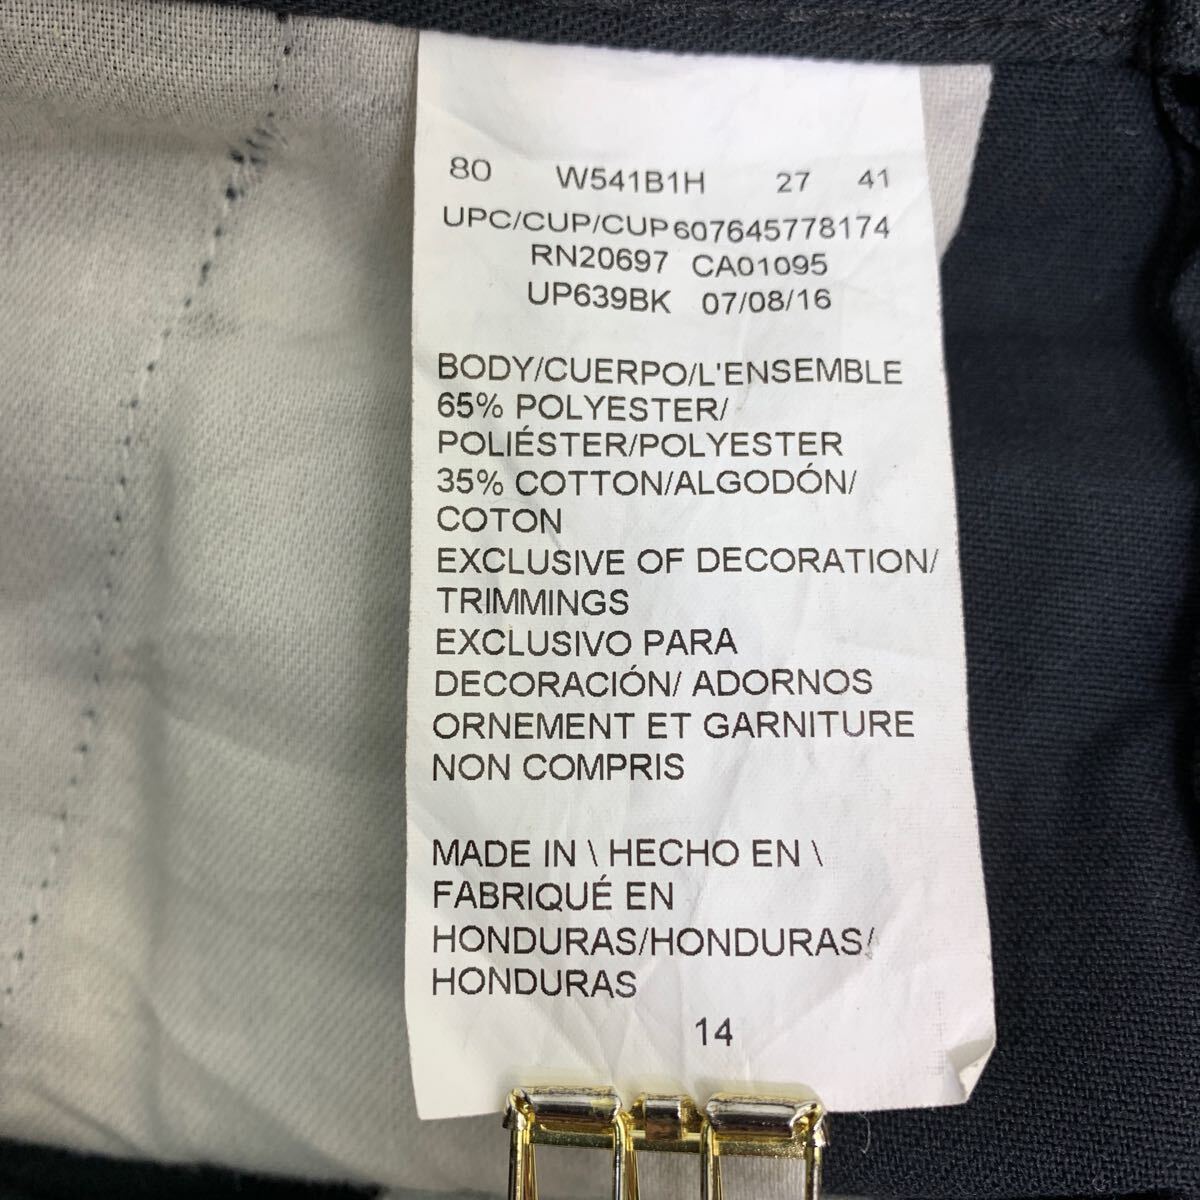 80 W541B1H 27 41
UPC/CUP/CUP 607645778174
RN20697 CA01095
UP639BK 07/08/16
BODY/CUERPO/L'ENSEMBLE
65% POLYESTER/
POLIÉSTER/POLYESTER
35% COTTON/ALGODÓN/
COTON
EXCLUSIVE OF DECORATION/
TRIMMINGS
EXCLUSIVO PARA
DECORACIÓN/ ADORNOS
ORNEMENT ET GARNITURE
NON COMPRIS
MADE IN \ HECHO EN \
FABRIQUÉ EN
HONDURAS/HONDURAS/
HONDURAS
14